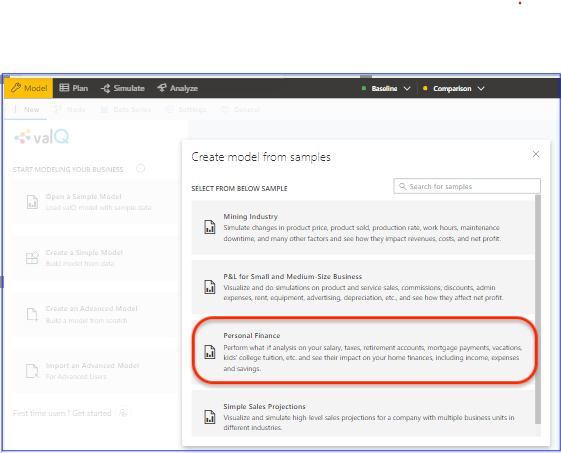 Model Plan Simulate Analyze Baseline Comparison
New Node Data Series Settings General
valQ
START MODELING YOUR BUSINESS
Open a Sample Model
Load valQ model with sample data
Create a Simple Model
Build model from data
Create an Advanced Model
Build a model from scratch
Import an Advanced Model
For Advanced Users
First time users? Get started
Create model from samples
SELECT FROM BELOW SAMPLE
Search for samples
Mining Industry
Simulate changes in product price, product sold, production rate, work hours, maintenance
downtime, and many other factors and see how they impact revenues, costs, and net profit.
P&L for Small and Medium-Size Business
Visualize and do simulations on product and service sales, commissions, discounts, admin
expenses, rent, equipment, advertising, depreciation, etc., and see how they affect net profit.
Personal Finance
Perform what if analysis on your salary, taxes, retirement accounts, mortgage payments, vacations,
kids' college tuition, etc. and see their impact on your home finances, including income, expenses
and savings.
Simple Sales Projections
Visualize and simulate high-level sales projections for a company with multiple business units in
different industries.